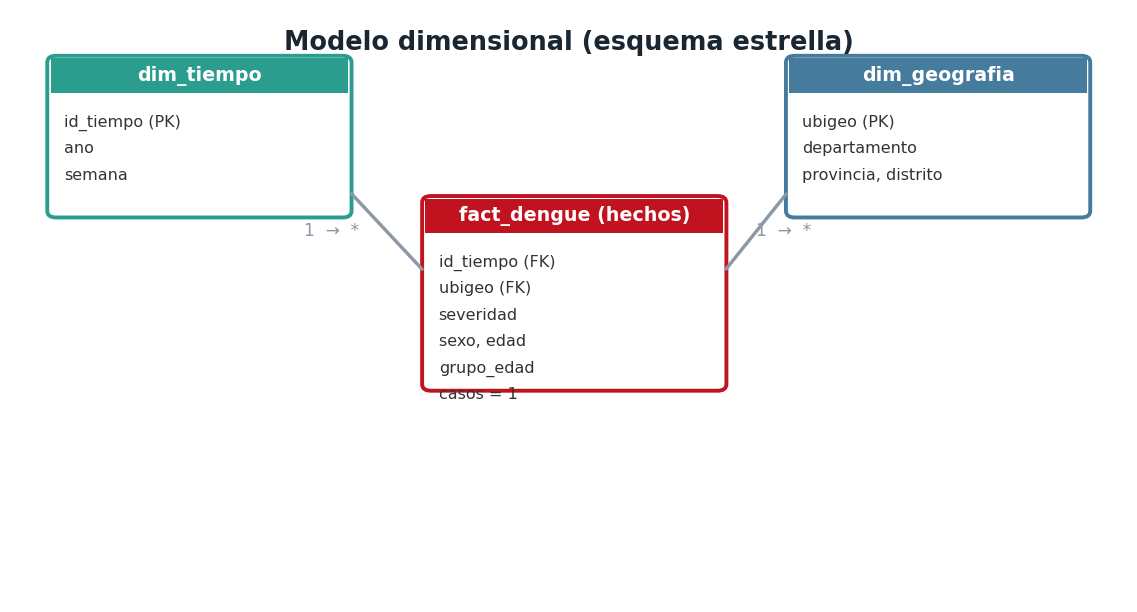 Modelo dimensional (esquema estrella)
dim_tiempo
id_tiempo (PK)
ano
semana
dim_geografia
ubigeo (PK)
departamento
provincia, distrito
1 → *
1 → *
fact_dengue (hechos)
id_tiempo (FK)
ubigeo (FK)
severidad
sexo, edad
grupo_edad
casos = 1